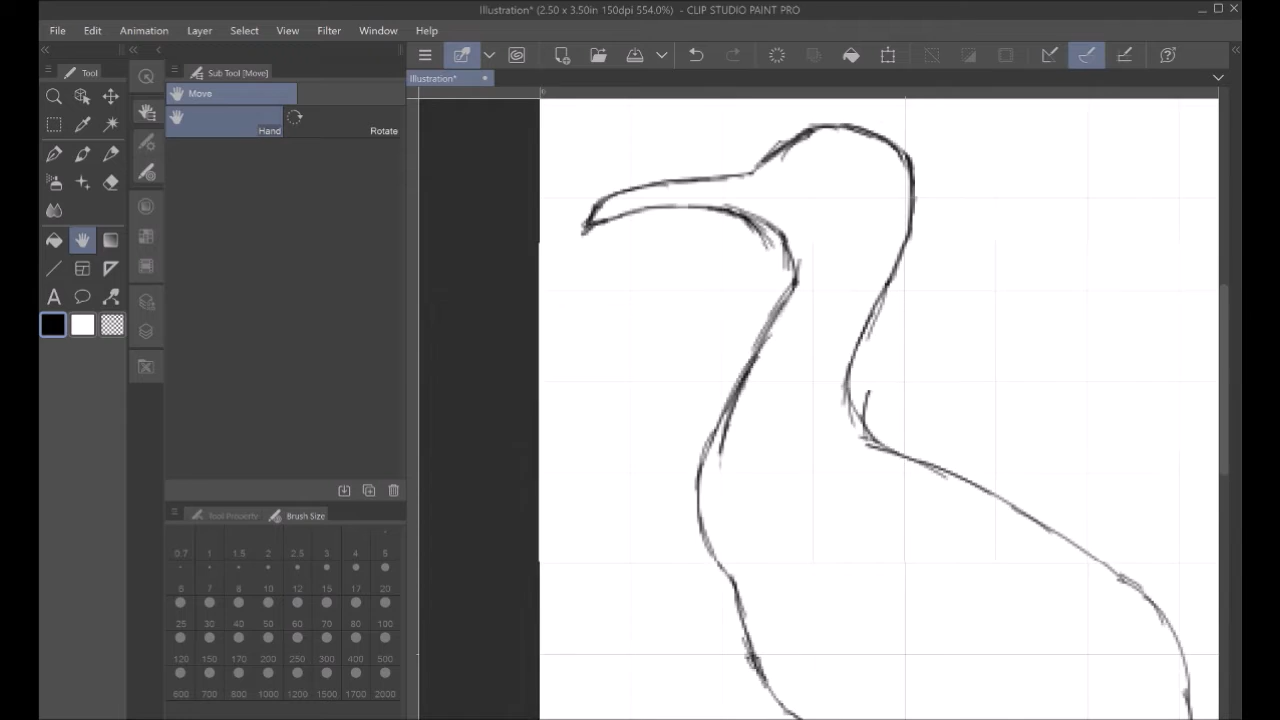 Illustration* (2.50 x 3.50in 150dpi 554.0%) - CLIP STUDIO PAINT PRO
File Edit Animation Layer Select View Filter Window Help
Tool
Sub Tool [Move]
Illustration*
Move
Hand
Rotate
Tool Property
Brush Size
0.7 1 1.5 2 2.5 3 4 5
6 7 8 10 12 15 17 20
25 30 40 50 60 70 80 100
120 150 170 200 250 300 400 500
600 700 800 1000 1200 1500 1700 2000